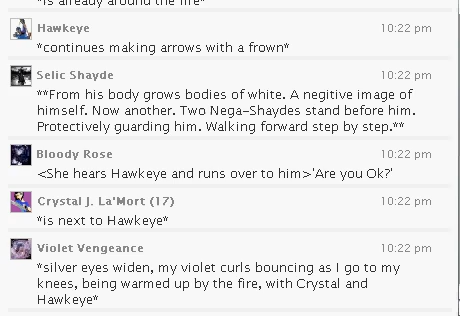 *is already around the fire*
Hawkeye 10:22 pm
*continues making arrows with a frown*
Selic Shayde 10:22 pm
**From his body grows bodies of white. A negitive image of
himself. Now another. Two Nega-Shaydes stand before him.
Protectively guarding him. Walking forward step by step.**
Bloody Rose 10:22 pm
<She hears Hawkeye and runs over to him>'Are you Ok?'
Crystal J. La'Mort (17) 10:22 pm
*is next to Hawkeye*
Violet Vengeance 10:22 pm
*silver eyes widen, my violet curls bouncing as I go to my
knees, being warmed up by the fire, with Crystal and
Hawkeye*